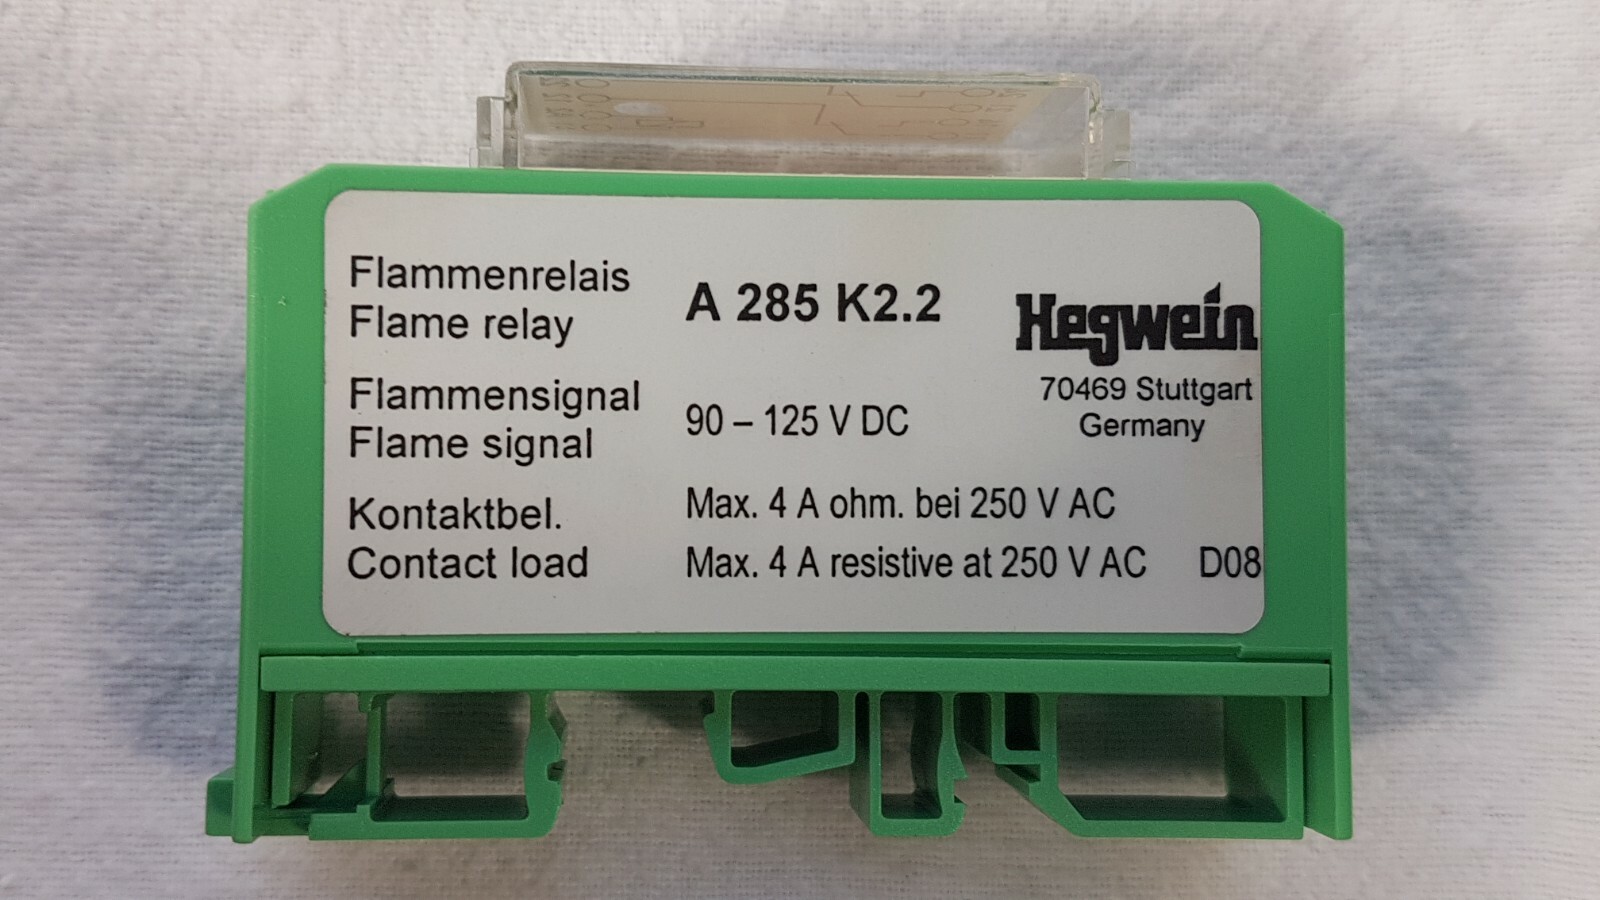 Flammenrelais
Flame relay
A 285 K2.2
Hegwein
70469 Stuttgart
Germany
Flammensignal
Flame signal
90 – 125 V DC
Kontaktbel.
Max. 4 A ohm. bei 250 V AC
Contact load
Max. 4 A resistive at 250 V AC
D08